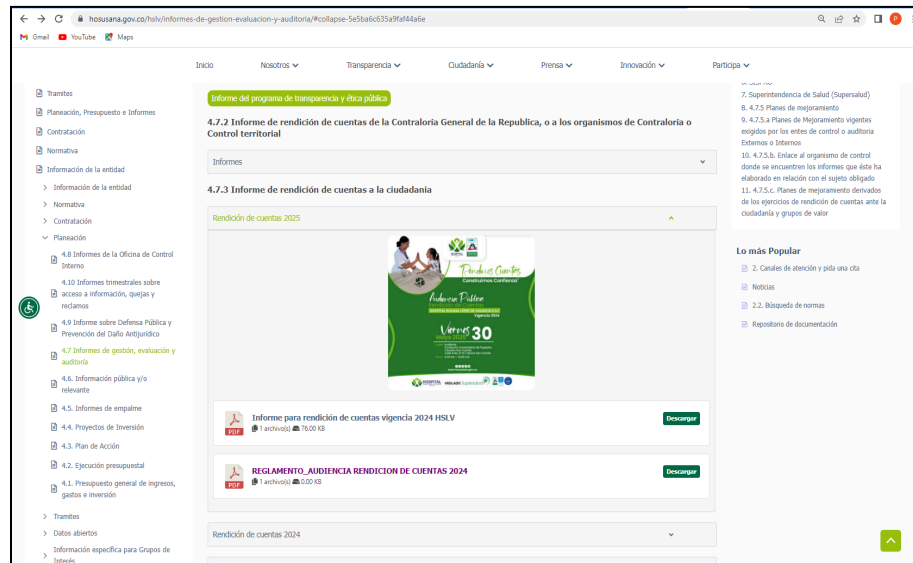 hosusana.gov.co/hslv/informes-de-gestion-evaluacion-y-auditoria/#collapse-5e5ba6c635a9faf44a6e
Gmail YouTube Maps
Inicio Nosotros Transparencia Ciudadanía Prensa Innovación Participa
Tramites
Planeación, Presupuesto e Informes
Contratación
Normativa
Información de la entidad
Información de la entidad
Normativa
Contratación
Planeación
4.8 Informes de la Oficina de Control
Interno
4.10 Informes trimestrales sobre
acceso a información, quejas y
reclamos
4.9 Informe sobre Defensa Pública y
Prevención del Daño Antijurídico
4.7 Informes de gestión, evaluación y
auditoría
4.6. Información pública y/o
relevante
4.5. Informes de empalme
4.4. Proyectos de Inversión
4.3. Plan de Acción
4.2. Ejecución presupuestal
4.1. Presupuesto general de ingresos,
gastos e inversión
Tramites
Datos abiertos
Información específica para Grupos de
Interés
Informe del programa de transparencia y ética pública
4.7.2 Informe de rendición de cuentas de la Contraloría General de la Republica, o a los organismos de Contraloría o
Control territorial
Informes
4.7.3 Informe de rendición de cuentas a la ciudadania
Rendición de cuentas 2025
Rendimos Cuentas
Construimos Confianza
Audiencia Pública
Vigencia 2024
Viernes 30
Mayo 2025
HOSPITAL
VIGILADO Supersalud
Informe para rendición de cuentas vigencia 2024 HSLV
1 archivo(s) 76.00 KB
Descargar
PDF
REGLAMENTO_AUDIENCIA RENDICION DE CUENTAS 2024
1 archivo(s) 0.00 KB
Descargar
PDF
Rendición de cuentas 2024
7. Superintendencia de Salud (Supersalud)
8. 4.7.5 Planes de mejoramiento
9. 4.7.5.a Planes de Mejoramiento vigentes
exigidos por los entes de control o auditoria
Externos o Internos
10. 4.7.5.b. Enlace al organismo de control
donde se encuentren los informes que éste ha
elaborado en relación con el sujeto obligado
11. 4.7.5.c. Planes de mejoramiento derivados
de los ejercicios de rendición de cuentas ante la
ciudadanía y grupos de valor
Lo más Popular
2. Canales de atención y pida una cita
Noticias
2.2. Búsqueda de normas
Repositorio de documentación